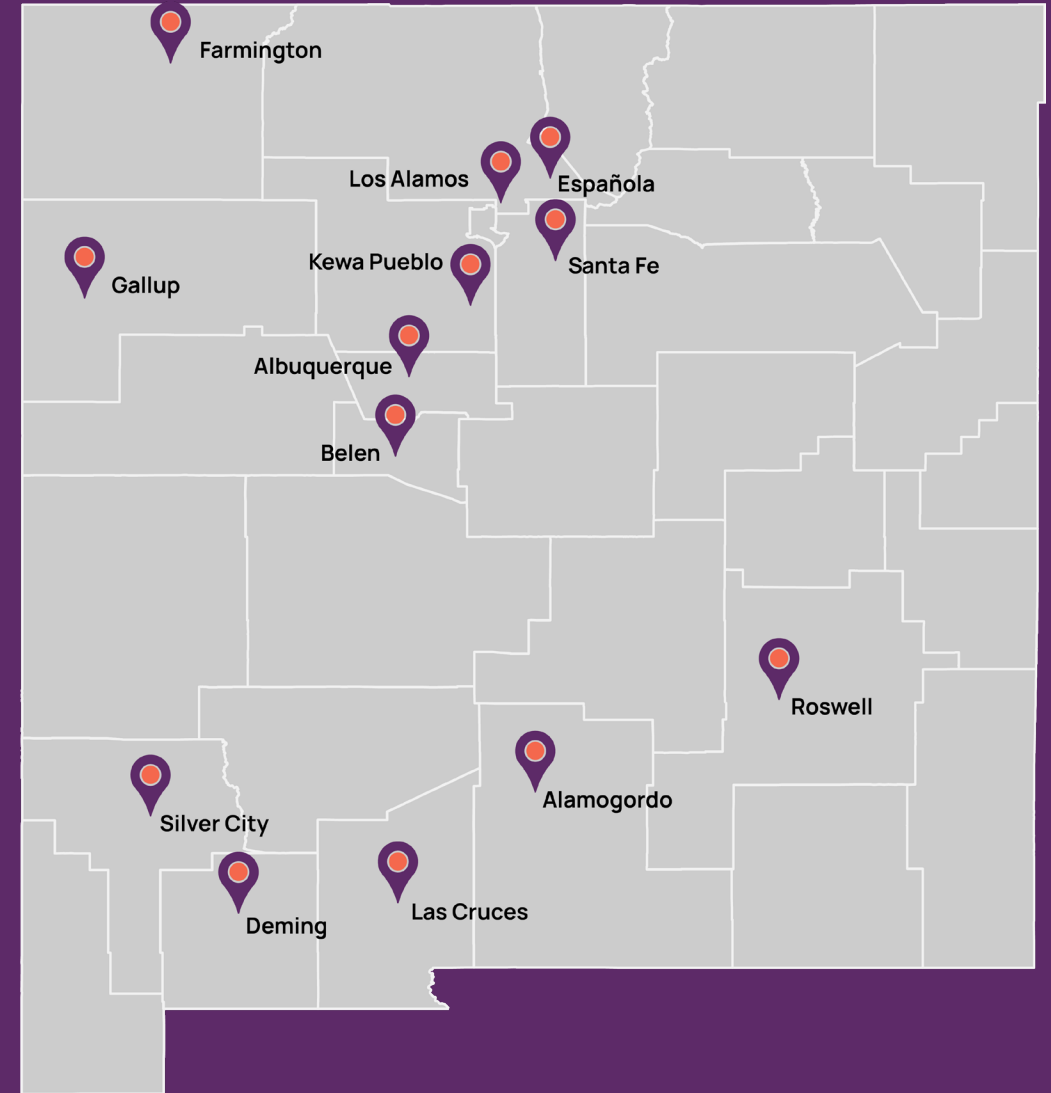 Farmington
Los Alamos
Española
Kewa Pueblo
Santa Fe
Gallup
Albuquerque
Belen
Roswell
Alamogordo
Silver City
Las Cruces
Deming